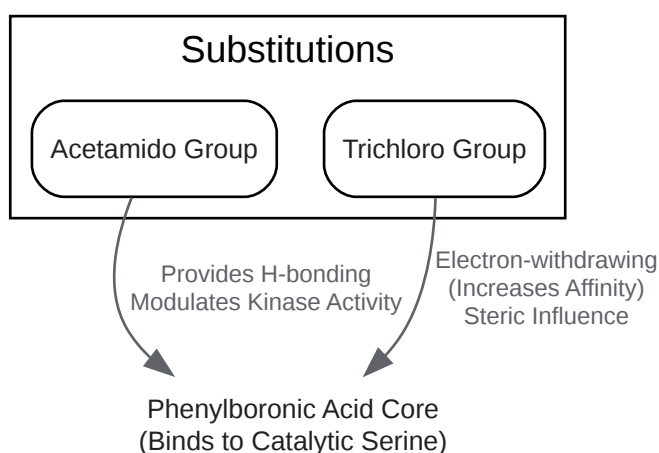 Substitutions
Acetamido Group
Trichloro Group
Provides H-bonding
Modulates Kinase Activity
Electron-withdrawing
(Increases Affinity)
Steric Influence
Phenylboronic Acid Core
(Binds to Catalytic Serine)